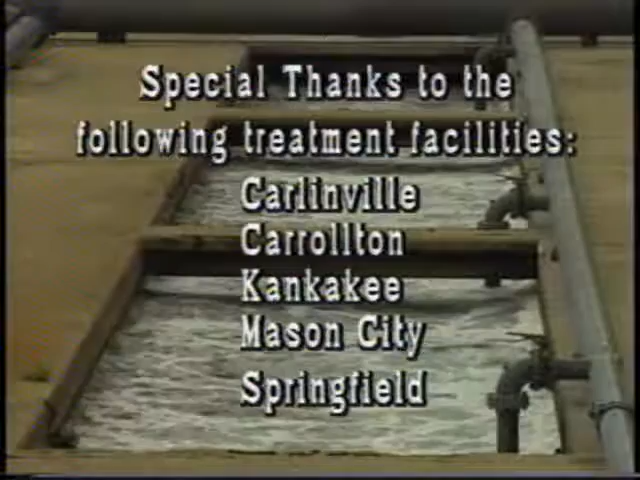 Special Thanks to the
following treatment facilities:
Carlinville
Carrollton
Kankakee
Mason City
Springfield